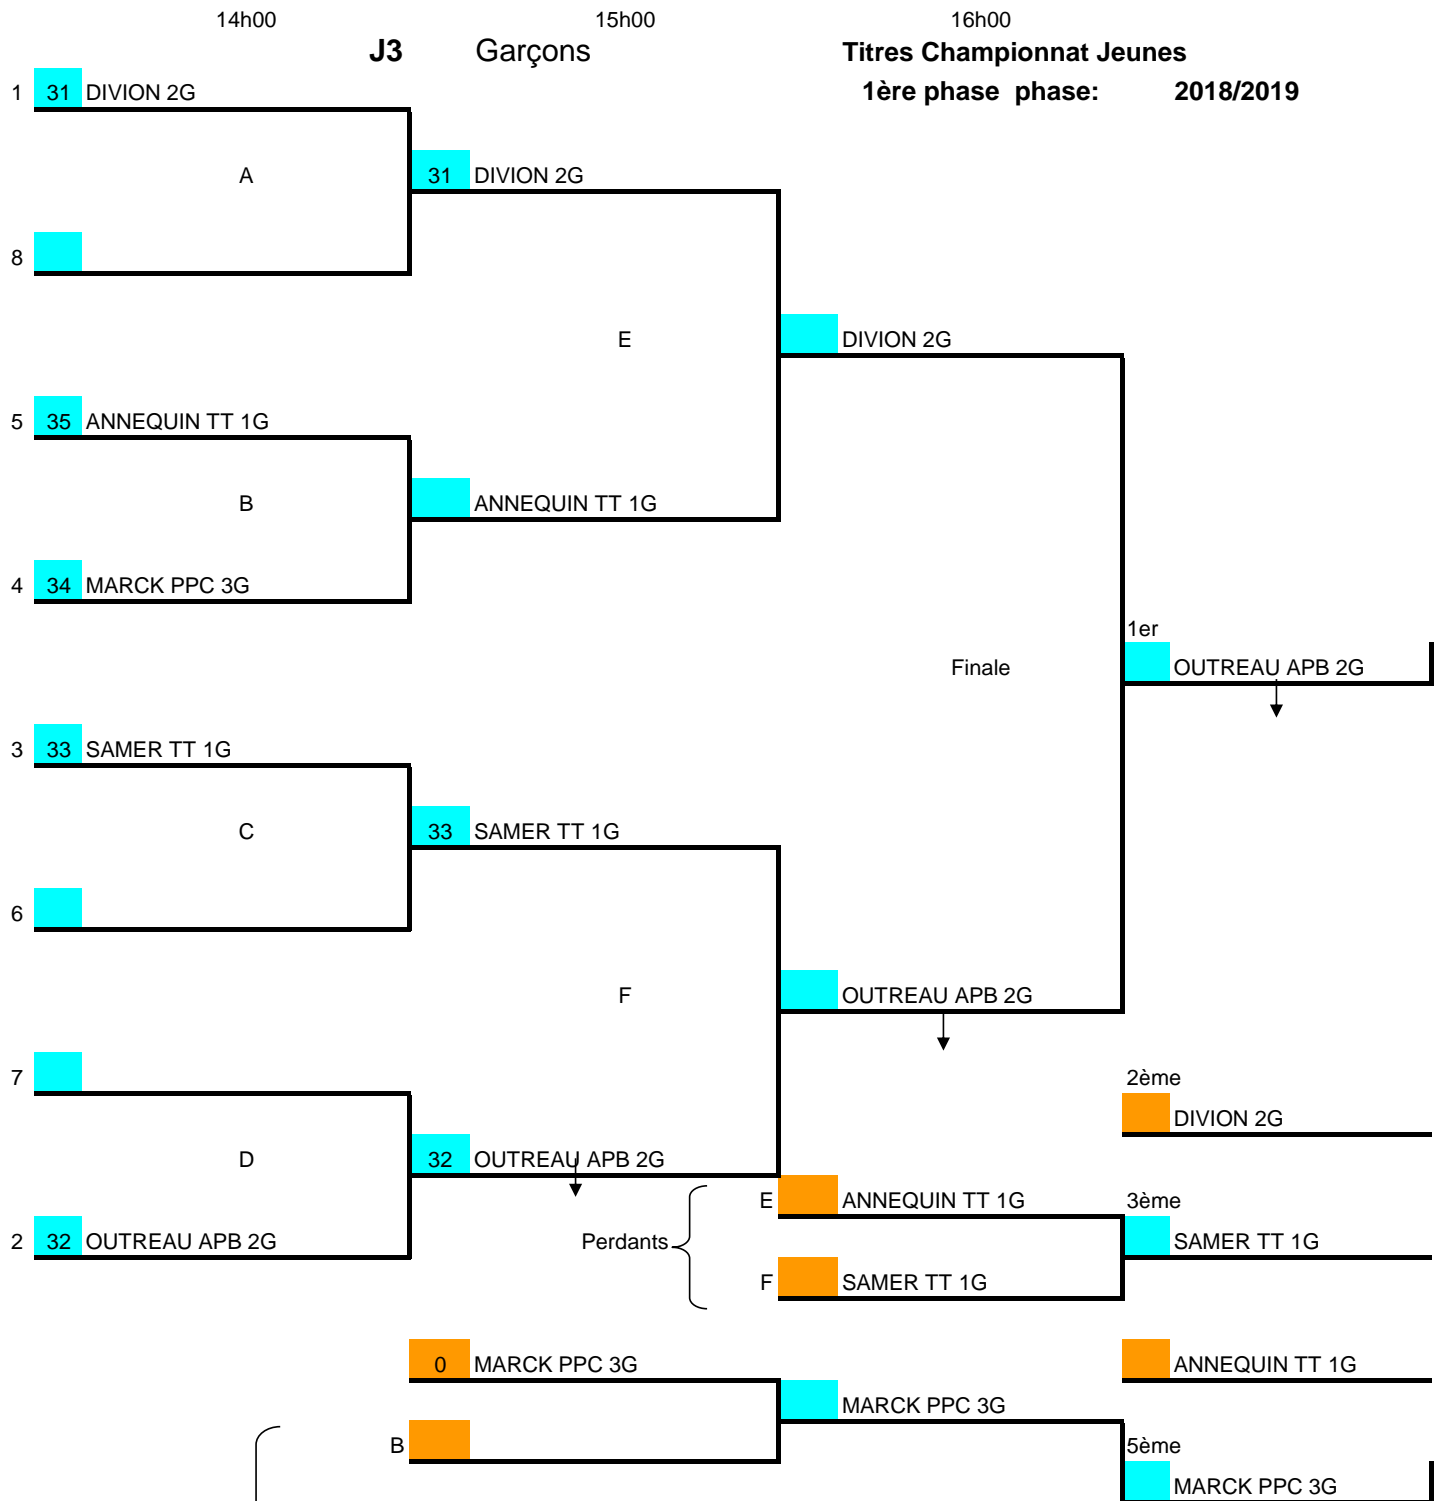 14h00 15h00 16h00
J3 Garçons Titres Championnat Jeunes
1 31 DIVION 2G 1ère phase phase: 2018/2019
A 31 DIVION 2G
8
E DIVION 2G
5 35 ANNEQUIN TT 1G
B ANNEQUIN TT 1G
4 34 MARCK PPC 3G
1er
Finale OUTREAU APB 2G
3 33 SAMER TT 1G
C 33 SAMER TT 1G
6
F OUTREAU APB 2G
7 2ème
DIVION 2G
D 32 OUTREAU APB 2G
E ANNEQUIN TT 1G 3ème
2 32 OUTREAU APB 2G Perdants SAMER TT 1G
F SAMER TT 1G
0 MARCK PPC 3G ANNEQUIN TT 1G
MARCK PPC 3G
B 5ème
MARCK PPC 3G